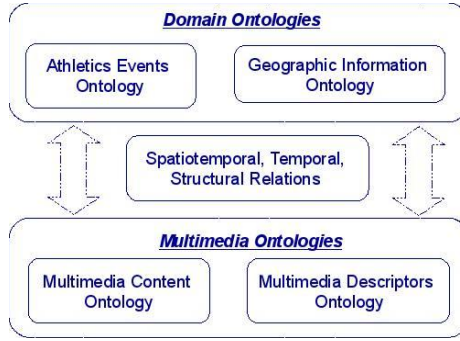 Domain Ontologies
Athletics Events
Ontology
Geographic Information
Ontology
Spatiotemporal, Temporal,
Structural Relations
Multimedia Ontologies
Multimedia Content
Ontology
Multimedia Descriptors
Ontology